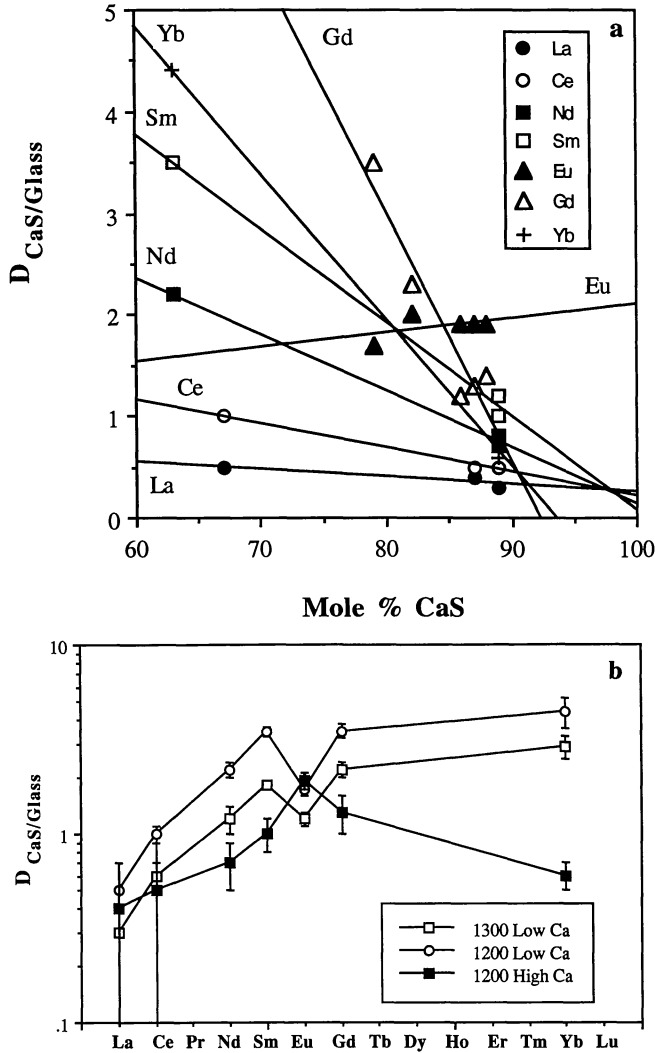 a
5
4
3
2
1
0
D CaS/Glass
Yb
Gd
Sm
Nd
Eu
Ce
La
La
Ce
Nd
Sm
Eu
Gd
Yb
60 70 80 90 100
Mole % CaS
b
10
1
.1
D CaS/Glass
1300 Low Ca
1200 Low Ca
1200 High Ca
La Ce Pr Nd Sm Eu Gd Tb Dy Ho Er Tm Yb Lu